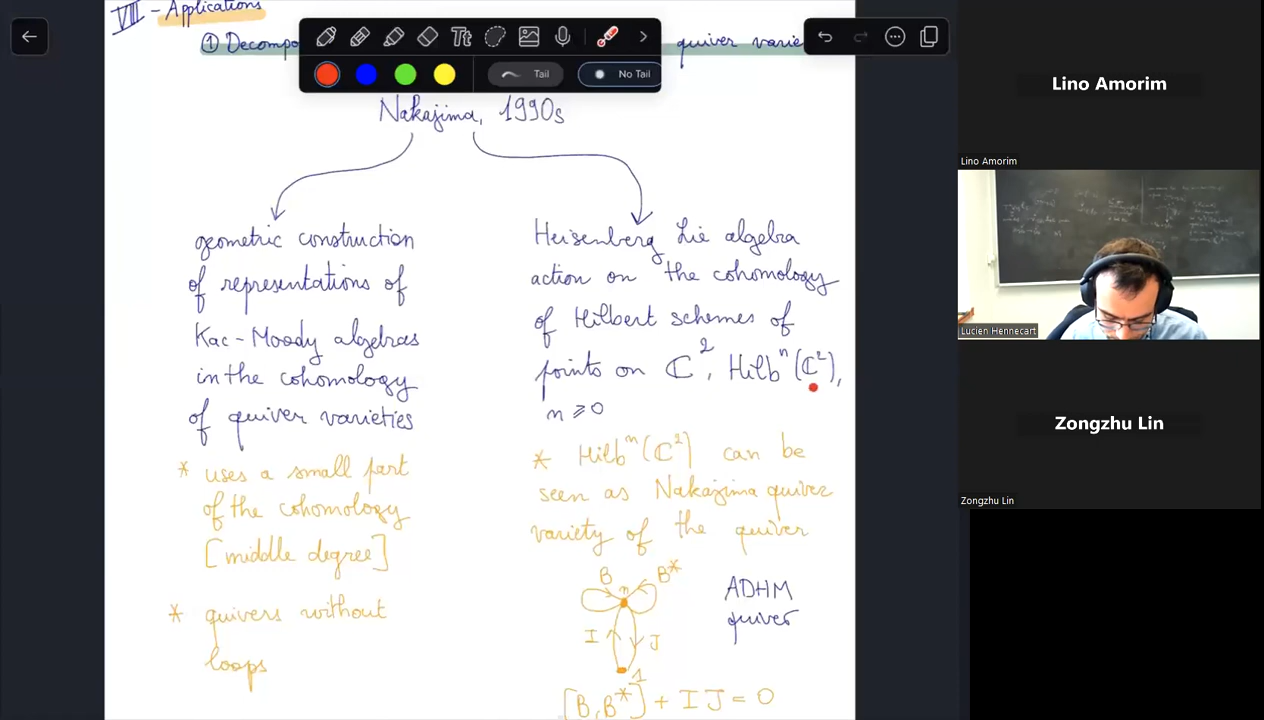 VIII - Applications
① Decompo quiver varie
Tail
No Tail
Nakajima, 1990s
geometric construction
of representations of
Kac-Moody algebras
in the cohomology
of quiver varieties
* uses a small part
of the cohomology
[middle degree]
* quivers without
loops
Heisenberg Lie algebra
action on the cohomology
of Hilbert schemes of
points on ℂ², Hilbⁿ(ℂ²),
n ⩾ 0
* Hilbⁿ(ℂ²) can be
seen as Nakajima quiver
variety of the quiver
B n B*
I J
1
ADHM
quiver
[B, B*] + IJ = 0
Lino Amorim
Lino Amorim
Lucien Hennecart
Zongzhu Lin
Zongzhu Lin